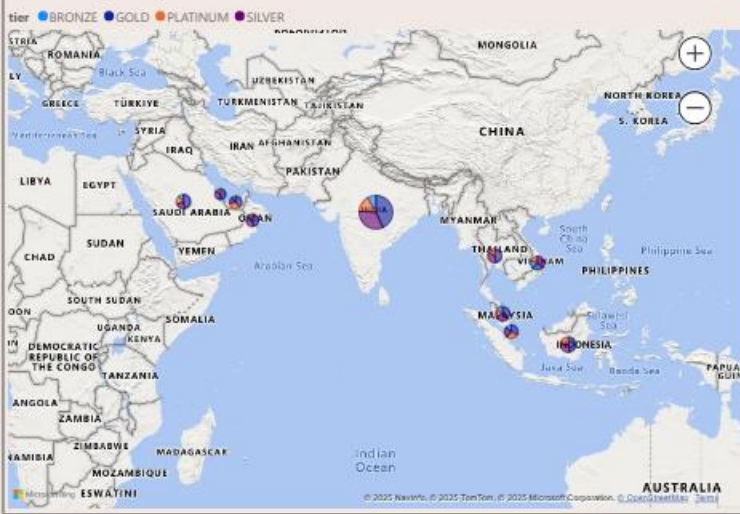 tier BRONZE GOLD PLATINUM SILVER
MONGOLIA
ROMANIA
Black Sea
UZBEKISTAN
GREECE
TÜRKIYE
TURKMENISTAN
TAJIKISTAN
NORTH KOREA
S. KOREA
Mediterranean Sea
SYRIA
CHINA
IRAQ
IRAN
AFGHANISTAN
PAKISTAN
LIBYA
EGYPT
SAUDI ARABIA
OMAN
MYANMAR
SUDAN
South
China
Sea
CHAD
YEMEN
Arabian Sea
THAILAND
VIETNAM
Philippine Sea
PHILIPPINES
SOUTH SUDAN
SOMALIA
UGANDA
KENYA
MALAYSIA
Sulawesi
Sea
DEMOCRATIC
REPUBLIC OF
THE CONGO
INDONESIA
TANZANIA
Java Sea
Banda Sea
ANGOLA
ZAMBIA
ZIMBABWE
MADAGASCAR
MOZAMBIQUE
Indian
Ocean
ESWATINI
AUSTRALIA
© 2025 TomTom, © 2025 Microsoft Corporation, © OpenStreetMap Terms